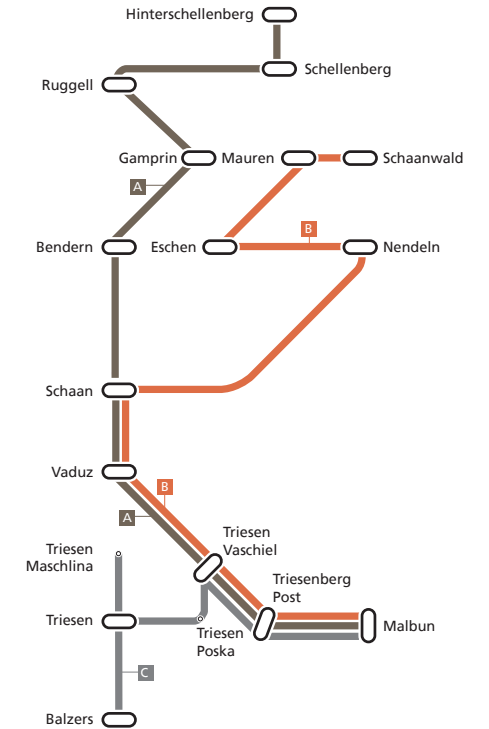 Hinterschellenberg
Schellenberg
Ruggell
Gamprin
Mauren
Schaanwald
A
B
Bendern
Eschen
Nendeln
Schaan
Vaduz
B
A
Triesen
Vaschiel
Triesen
Maschlina
Triesenberg
Post
Triesen
Triesen
Poska
Malbun
C
Balzers